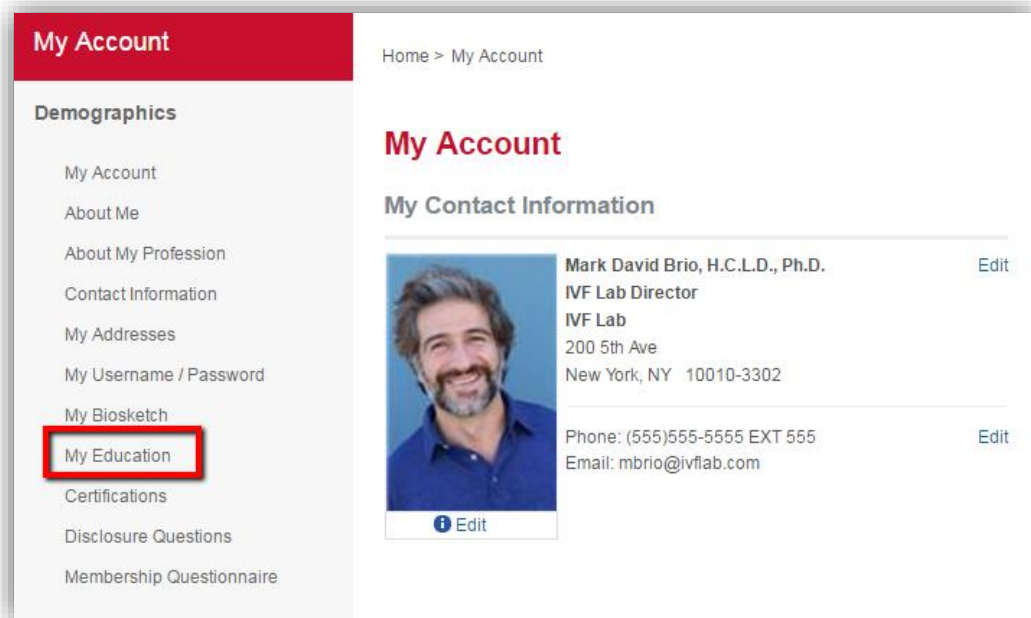 My Account
Demographics
My Account
About Me
About My Profession
Contact Information
My Addresses
My Username / Password
My Biosketch
My Education
Certifications
Disclosure Questions
Membership Questionnaire
Home > My Account
My Account
My Contact Information
Mark David Brio, H.C.L.D., Ph.D. Edit
IVF Lab Director
IVF Lab
200 5th Ave
New York, NY 10010-3302
Phone: (555)555-5555 EXT 555 Edit
Email: mbrio@ivflab.com
Edit